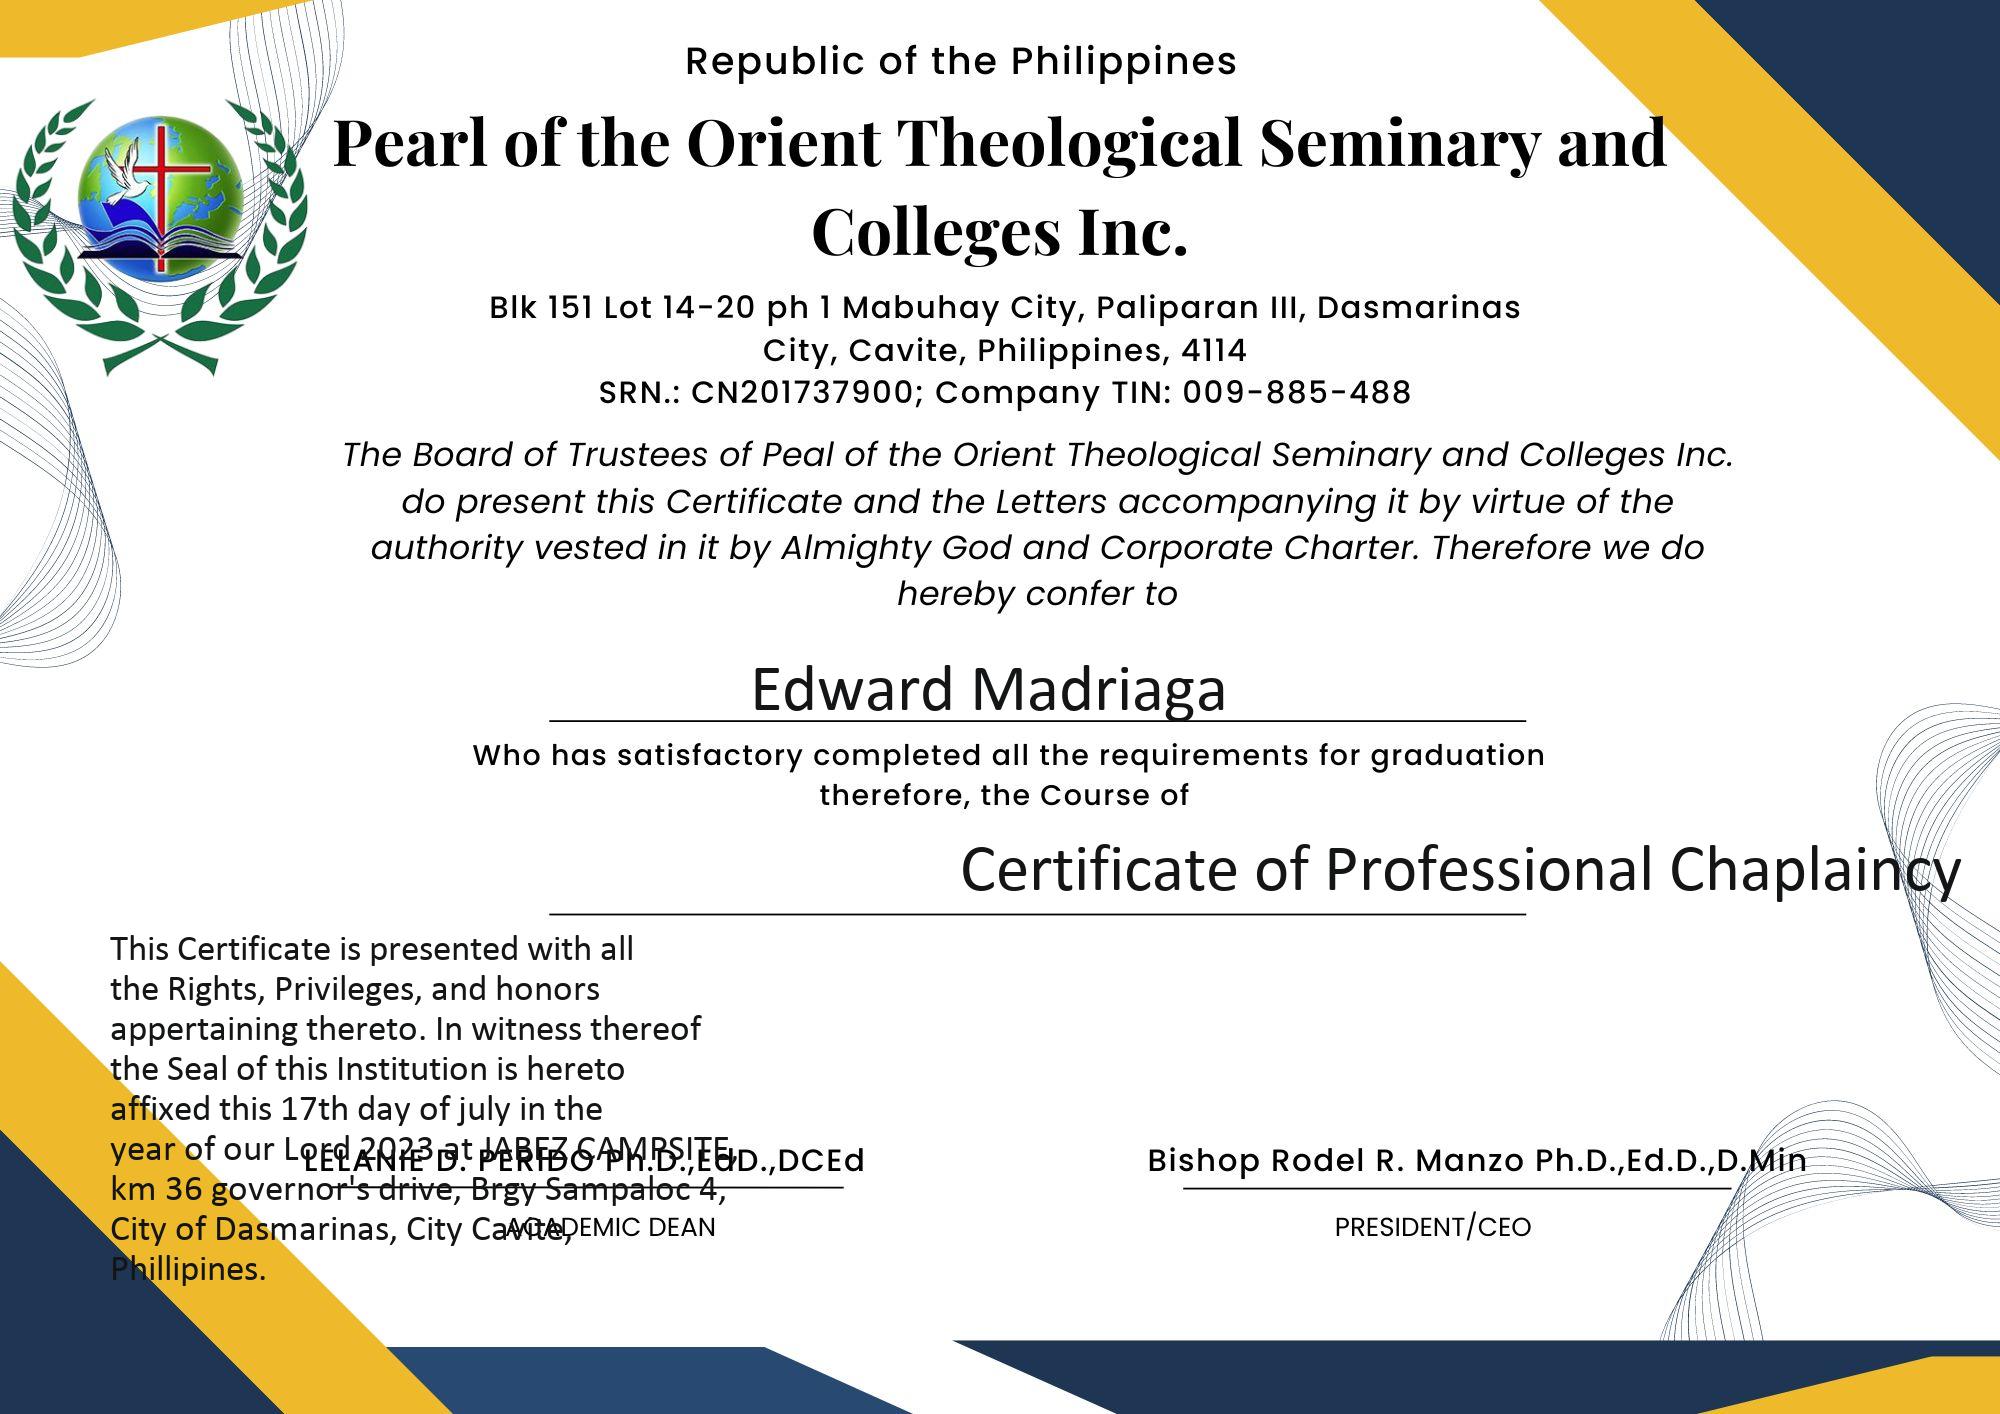 Republic of the Philippines
Pearl of the Orient Theological Seminary and
Colleges Inc.
Blk 151 Lot 14-20 ph 1 Mabuhay City, Paliparan III, Dasmarinas
City, Cavite, Philippines, 4114
SRN.: CN201737900; Company TIN: 009-885-488
The Board of Trustees of Peal of the Orient Theological Seminary and Colleges Inc.
do present this Certificate and the Letters accompanying it by virtue of the
authority vested in it by Almighty God and Corporate Charter. Therefore we do
hereby confer to
Edward Madriaga
Who has satisfactory completed all the requirements for graduation
therefore, the Course of
Certificate of Professional Chaplaincy
This Certificate is presented with all
the Rights, Privileges, and honors
appertaining thereto. In witness thereof
the Seal of this Institution is hereto
affixed this 17th day of july in the
year of our Lord 2023 at JABEZ CAMPSITE,
km 36 governor's drive, Brgy Sampaloc 4,
City of Dasmarinas, City Cavite,
Phillipines.
LELANIE D. PERIDO Ph.D.,EdD.,DCEd
ACADEMIC DEAN
Bishop Rodel R. Manzo Ph.D.,Ed.D.,D.Min
PRESIDENT/CEO